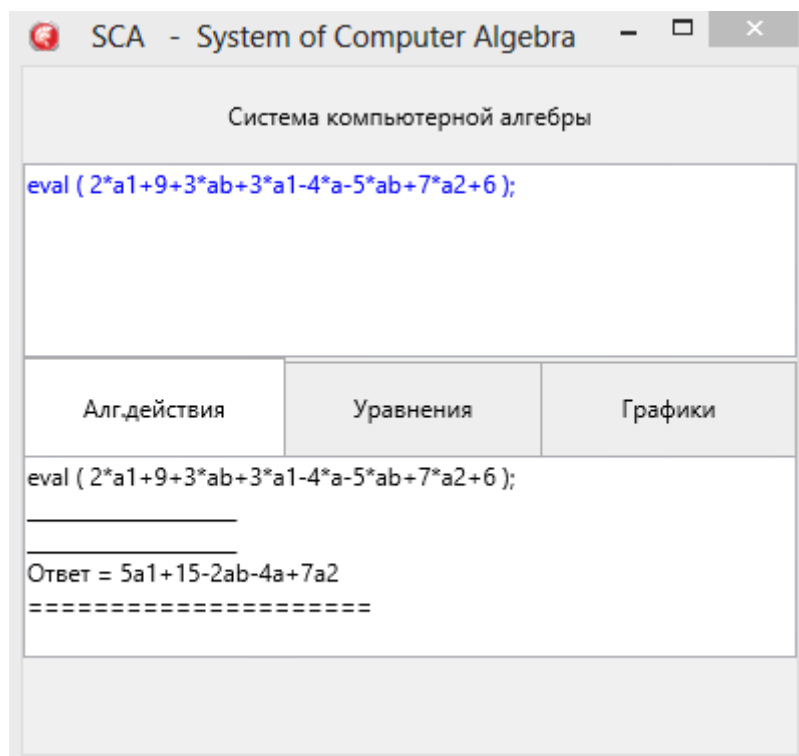 SCA - System of Computer Algebra
Система компьютерной алгебры
eval ( 2*a1+9+3*ab+3*a1-4*a-5*ab+7*a2+6 );
Алг.действия Уравнения Графики
eval ( 2*a1+9+3*ab+3*a1-4*a-5*ab+7*a2+6 );
Ответ = 5a1+15-2ab-4a+7a2
=====================